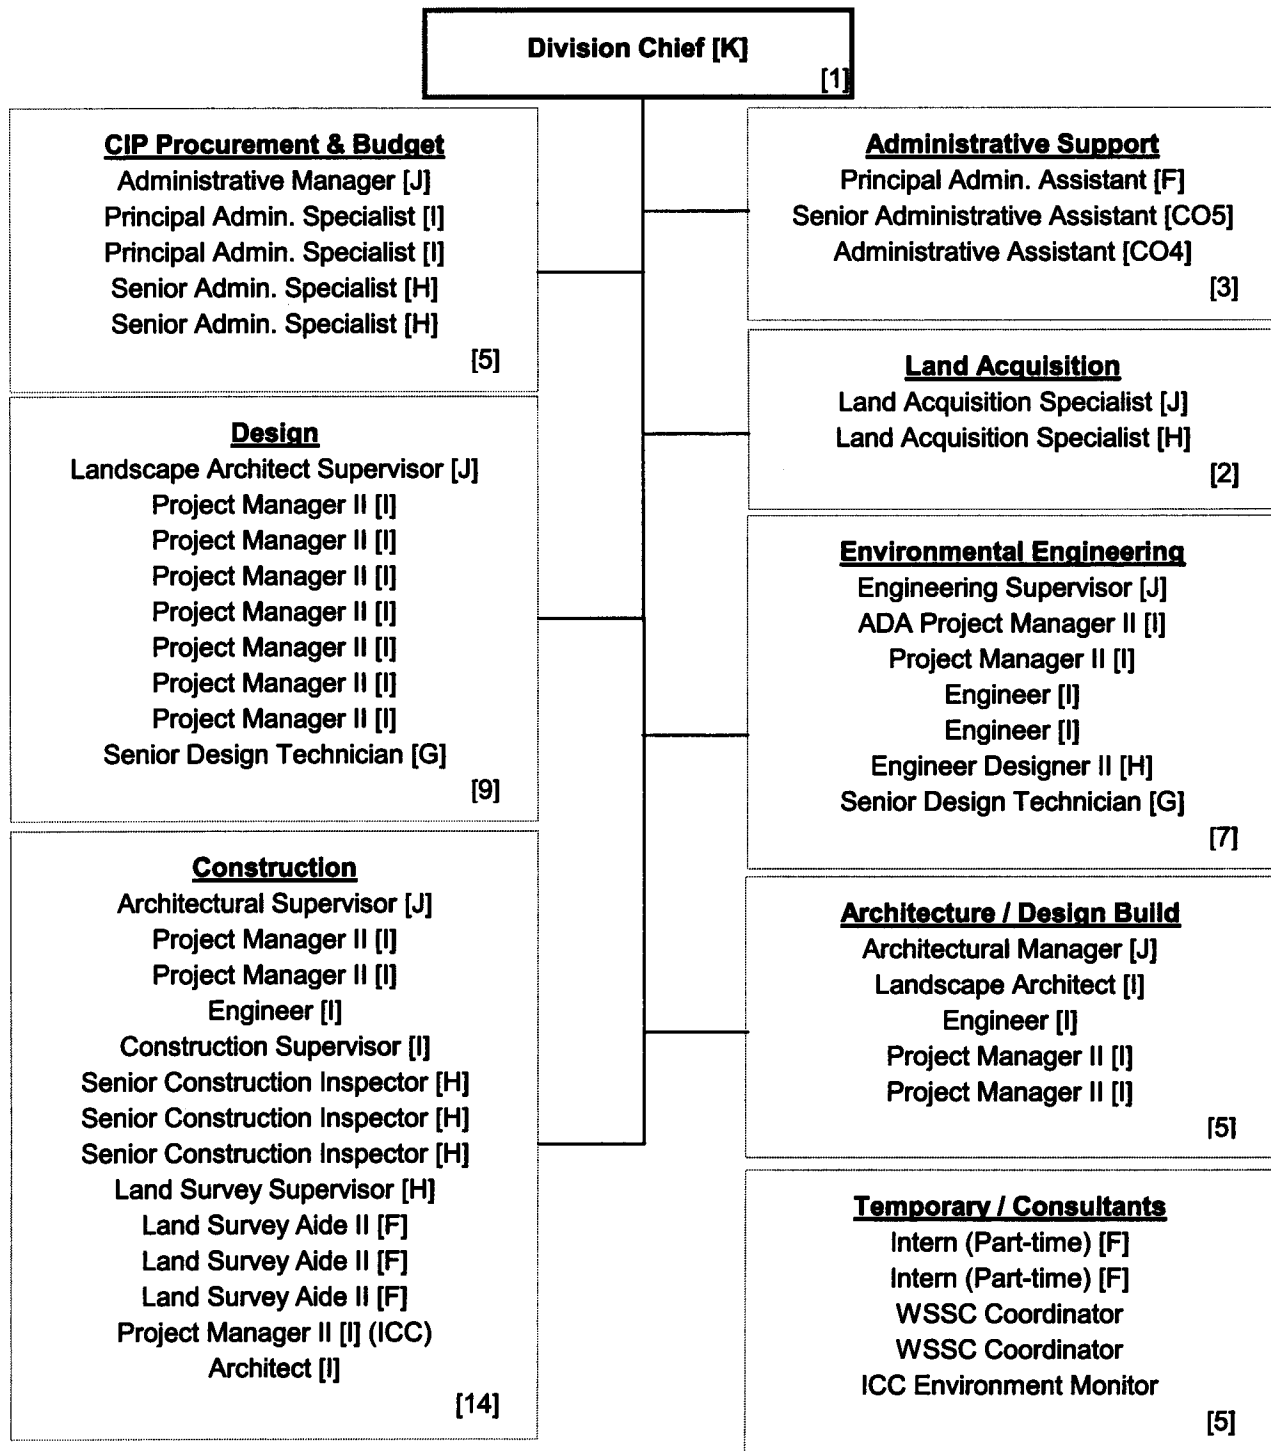 Division Chief [K]
[1]
CIP Procurement & Budget
Administrative Manager [J]
Principal Admin. Specialist [I]
Principal Admin. Specialist [I]
Senior Admin. Specialist [H]
Senior Admin. Specialist [H]
[5]
Design
Landscape Architect Supervisor [J]
Project Manager II [I]
Project Manager II [I]
Project Manager II [I]
Project Manager II [I]
Project Manager II [I]
Project Manager II [I]
Project Manager II [I]
Senior Design Technician [G]
[9]
Construction
Architectural Supervisor [J]
Project Manager II [I]
Project Manager II [I]
Engineer [I]
Construction Supervisor [I]
Senior Construction Inspector [H]
Senior Construction Inspector [H]
Senior Construction Inspector [H]
Land Survey Supervisor [H]
Land Survey Aide II [F]
Land Survey Aide II [F]
Land Survey Aide II [F]
Project Manager II [I] (ICC)
Architect [I]
[14]
Administrative Support
Principal Admin. Assistant [F]
Senior Administrative Assistant [CO5]
Administrative Assistant [CO4]
[3]
Land Acquisition
Land Acquisition Specialist [J]
Land Acquisition Specialist [H]
[2]
Environmental Engineering
Engineering Supervisor [J]
ADA Project Manager II [I]
Project Manager II [I]
Engineer [I]
Engineer [I]
Engineer Designer II [H]
Senior Design Technician [G]
[7]
Architecture / Design Build
Architectural Manager [J]
Landscape Architect [I]
Engineer [I]
Project Manager II [I]
Project Manager II [I]
[5]
Temporary / Consultants
Intern (Part-time) [F]
Intern (Part-time) [F]
WSSC Coordinator
WSSC Coordinator
ICC Environment Monitor
[5]